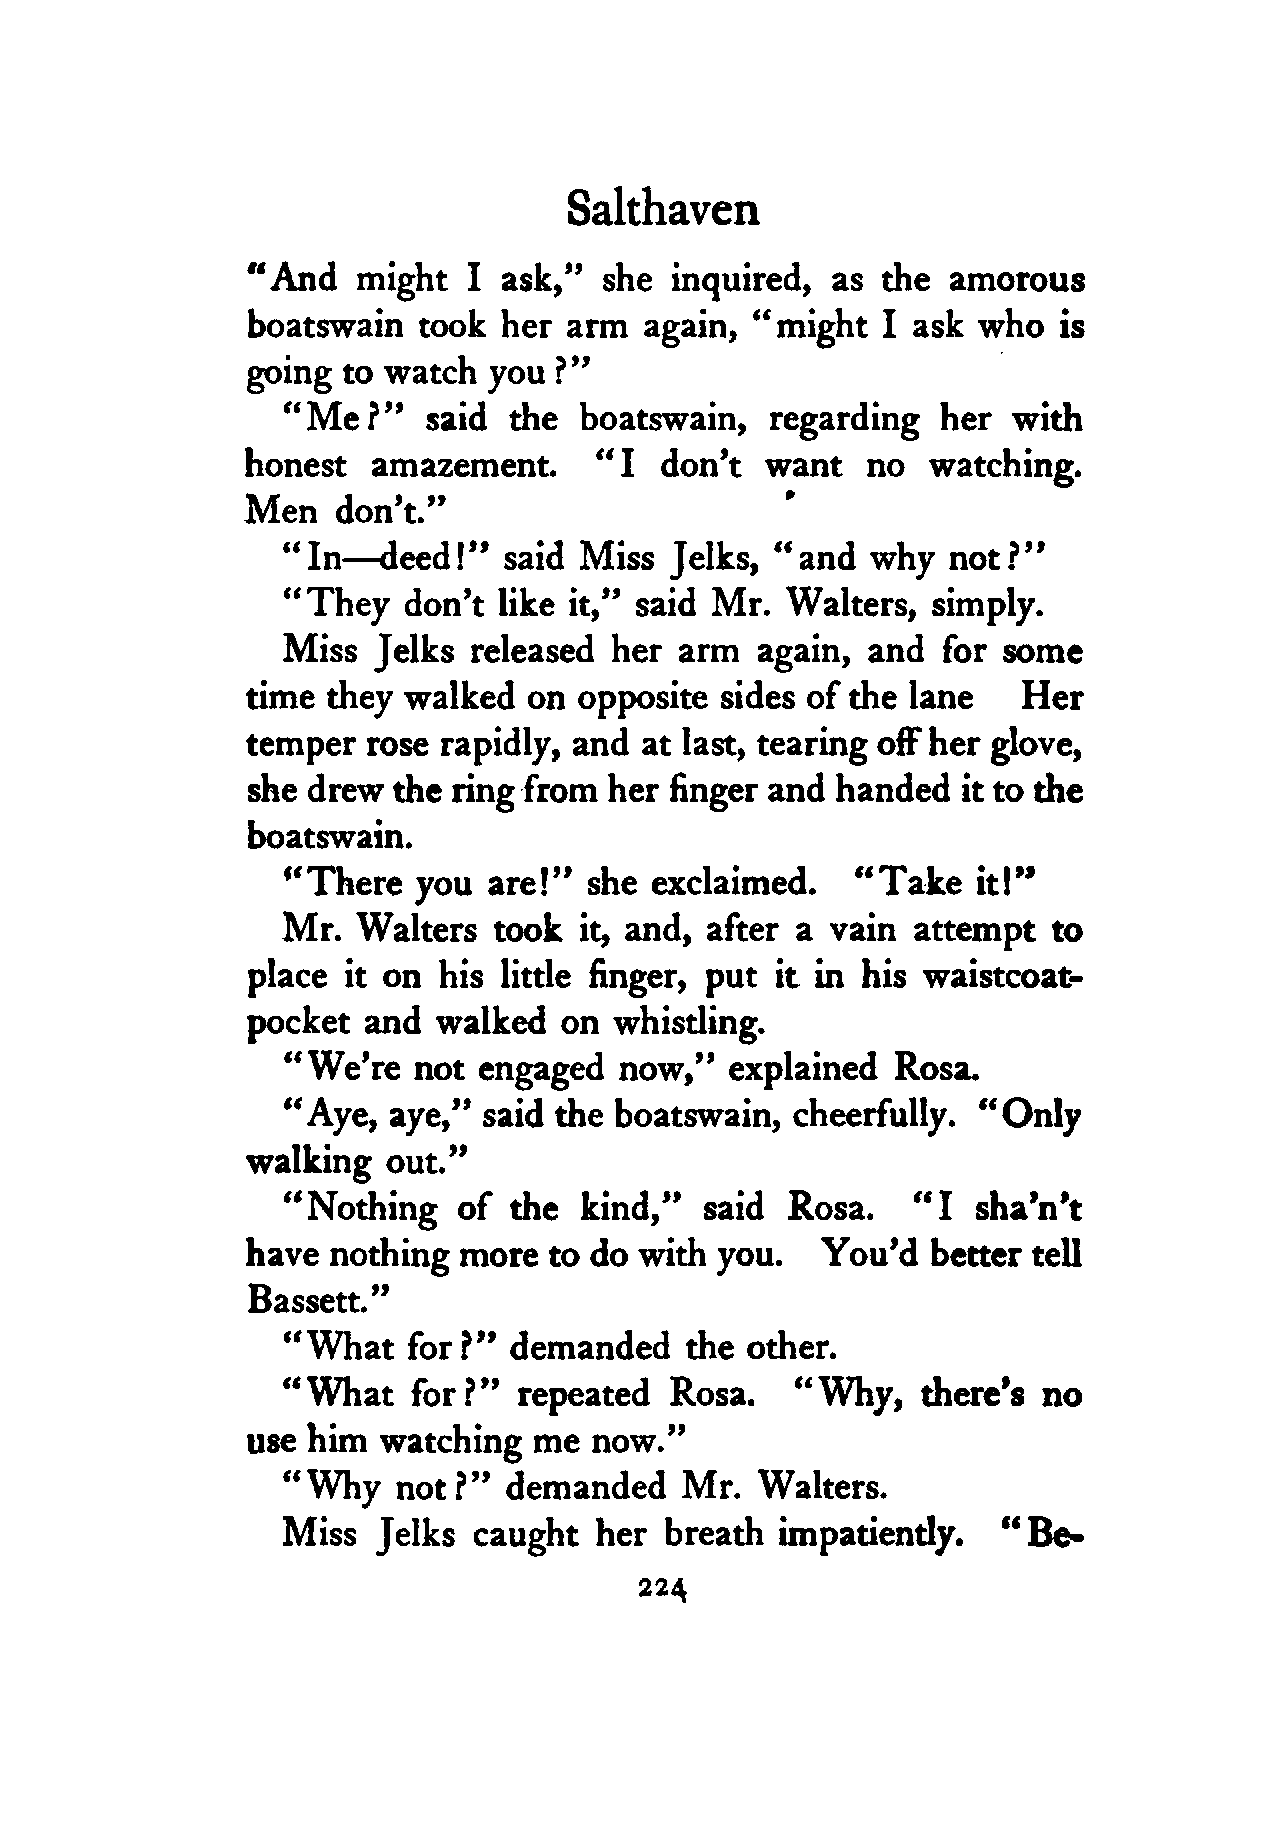 Salthaven
"And might I ask," she inquired, as the amorous
boatswain took her arm again, "might I ask who is
going to watch you?"
"Me?" said the boatswain, regarding her with
honest amazement. "I don't want no watching.
Men don't."
"In—deed!" said Miss Jelks, "and why not?"
"They don't like it," said Mr. Walters, simply.
Miss Jelks released her arm again, and for some
time they walked on opposite sides of the lane Her
temper rose rapidly, and at last, tearing off her glove,
she drew the ring from her finger and handed it to the
boatswain.
"There you are!" she exclaimed. "Take it!"
Mr. Walters took it, and, after a vain attempt to
place it on his little finger, put it in his waistcoat-
pocket and walked on whistling.
"We're not engaged now," explained Rosa.
"Aye, aye," said the boatswain, cheerfully. "Only
walking out."
"Nothing of the kind," said Rosa. "I sha'n't
have nothing more to do with you. You'd better tell
Bassett."
"What for?" demanded the other.
"What for?" repeated Rosa. "Why, there's no
use him watching me now."
"Why not?" demanded Mr. Walters.
Miss Jelks caught her breath impatiently. "Be-
224